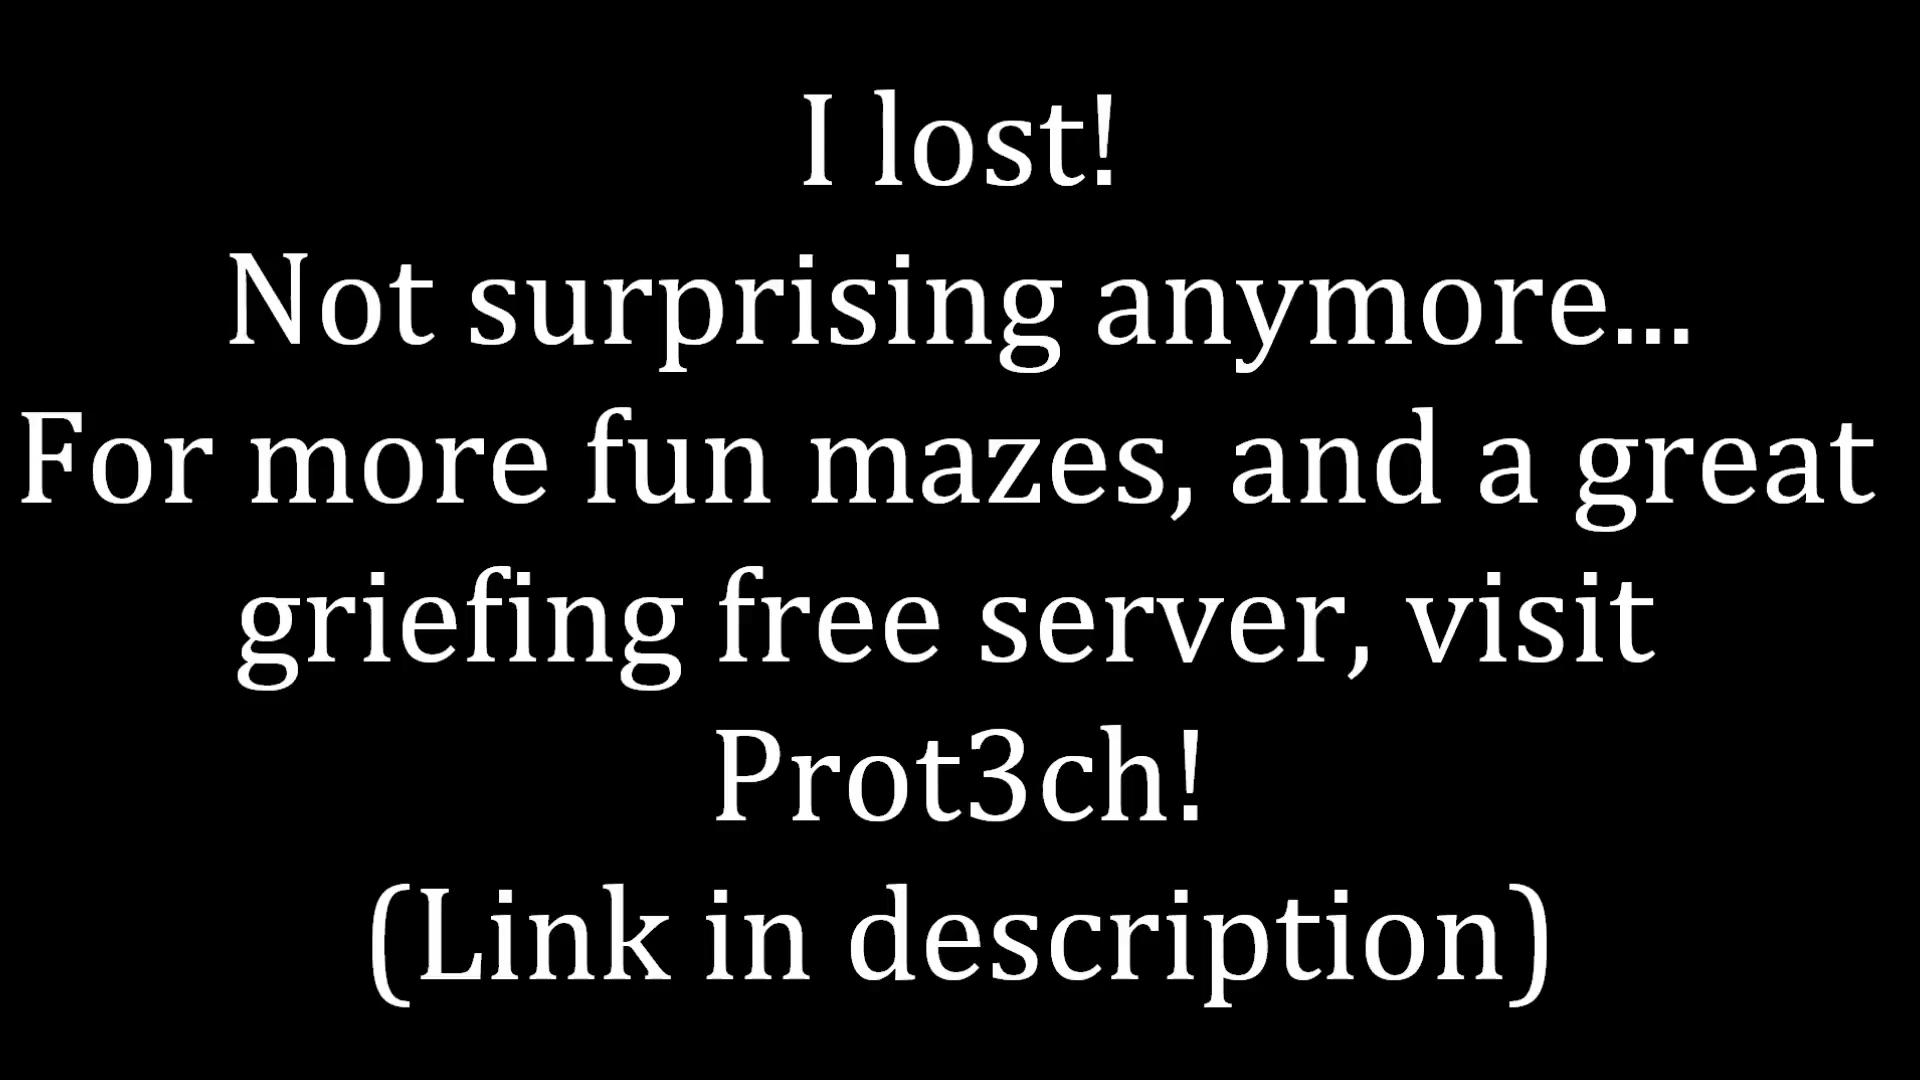 I lost!
Not surprising anymore...
For more fun mazes, and a great
griefing free server, visit
Prot3ch!
(Link in description)